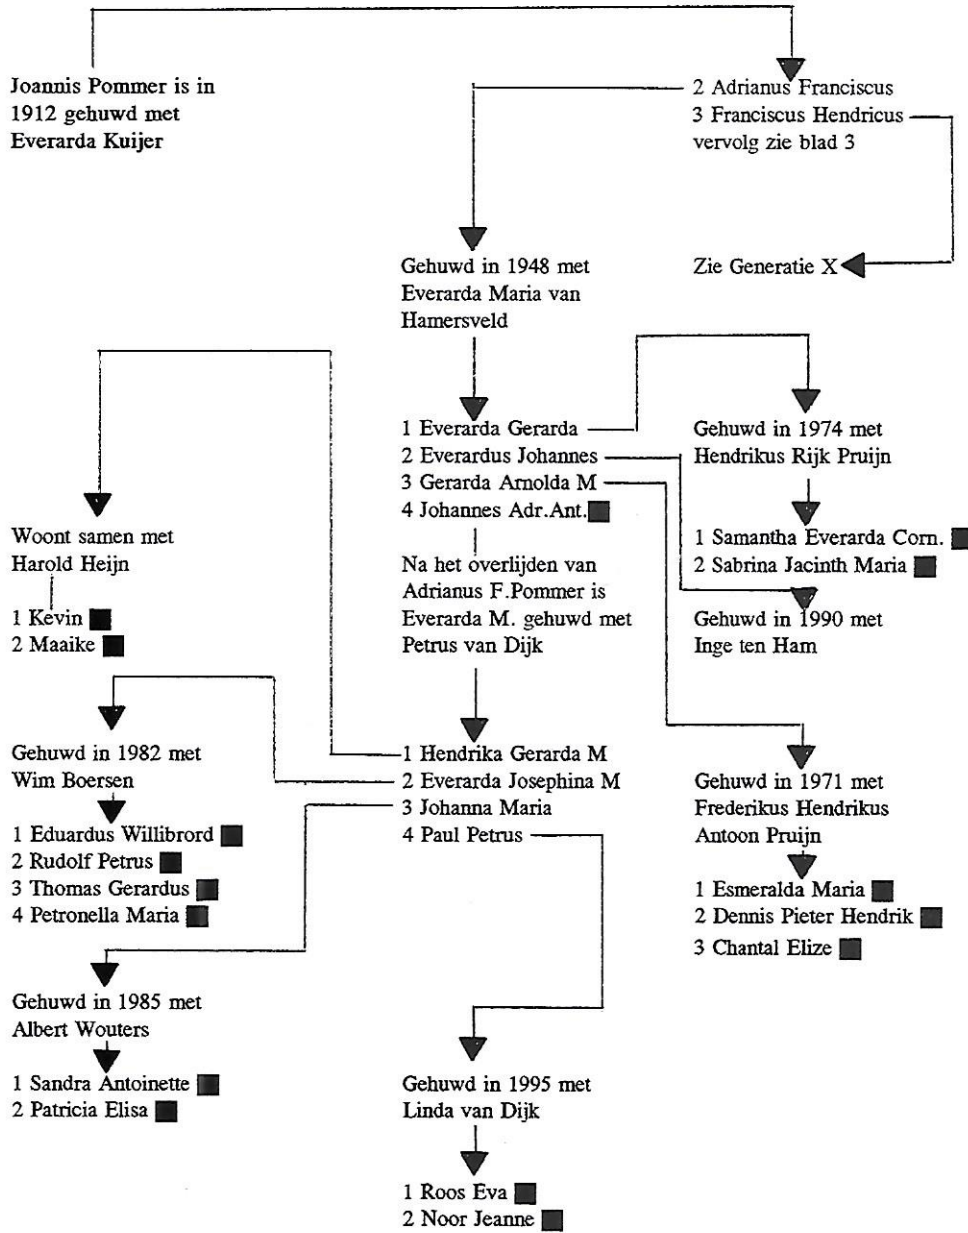 Joannis Pommer is in
1912 gehuwd met
Everarda Kuijer
2 Adrianus Franciscus
3 Franciscus Hendricus
vervolg zie blad 3
Gehuwd in 1948 met
Everarda Maria van
Hamersveld
Zie Generatie X
1 Everarda Gerarda
2 Everardus Johannes
3 Gerarda Arnolda M
4 Johannes Adr.Ant.
Gehuwd in 1974 met
Hendrikus Rijk Pruijn
1 Samantha Everarda Corn.
2 Sabrina Jacinth Maria
Woont samen met
Harold Heijn
1 Kevin
2 Maaike
Na het overlijden van
Adrianus F.Pommer is
Everarda M. gehuwd met
Petrus van Dijk
Gehuwd in 1990 met
Inge ten Ham
1 Hendrika Gerarda M
2 Everarda Josephina M
3 Johanna Maria
4 Paul Petrus
Gehuwd in 1982 met
Wim Boersen
1 Eduardus Willibrord
2 Rudolf Petrus
3 Thomas Gerardus
4 Petronella Maria
Gehuwd in 1971 met
Frederikus Hendrikus
Antoon Pruijn
1 Esmeralda Maria
2 Dennis Pieter Hendrik
3 Chantal Elize
Gehuwd in 1985 met
Albert Wouters
1 Sandra Antoinette
2 Patricia Elisa
Gehuwd in 1995 met
Linda van Dijk
1 Roos Eva
2 Noor Jeanne